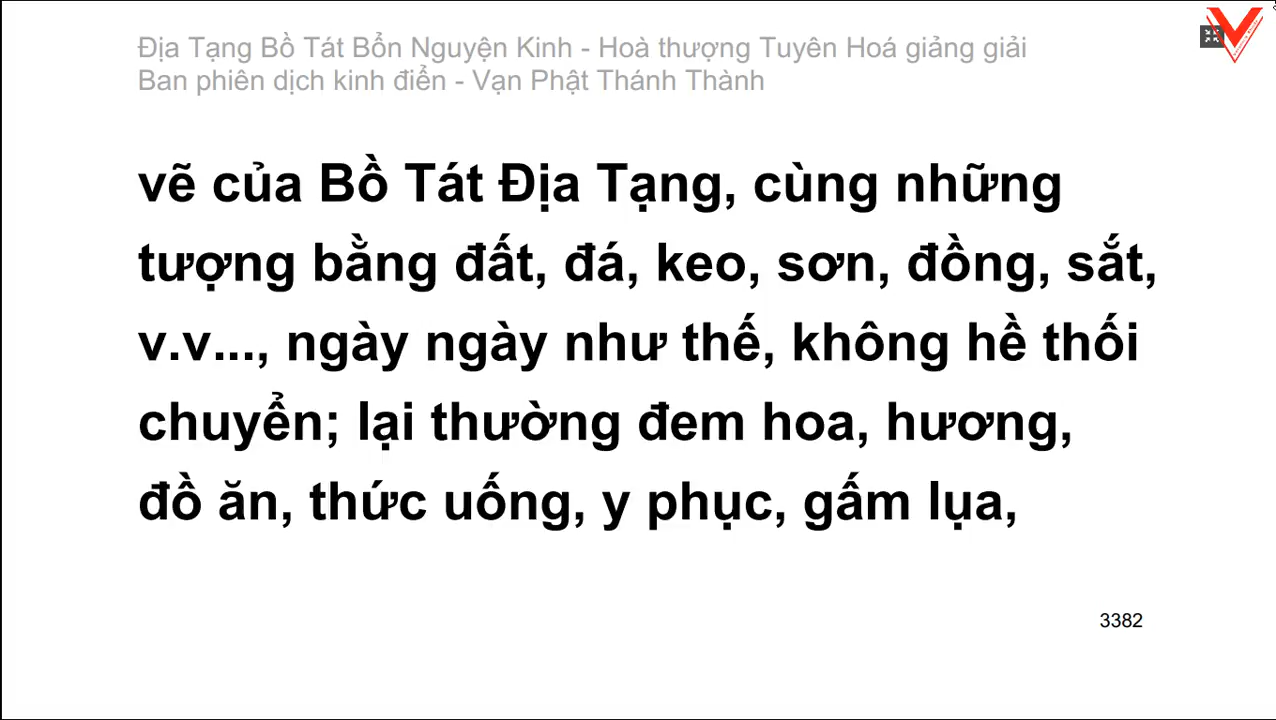 Địa Tạng Bồ Tát Bổn Nguyện Kinh - Hoà thượng Tuyên Hoá giảng giải
Ban phiên dịch kinh điển - Vạn Phật Thánh Thành
vẽ của Bồ Tát Địa Tạng, cùng những
tượng bằng đất, đá, keo, sơn, đồng, sắt,
v.v..., ngày ngày như thế, không hề thối
chuyển; lại thường đem hoa, hương,
đồ ăn, thức uống, y phục, gấm lụa,
3382